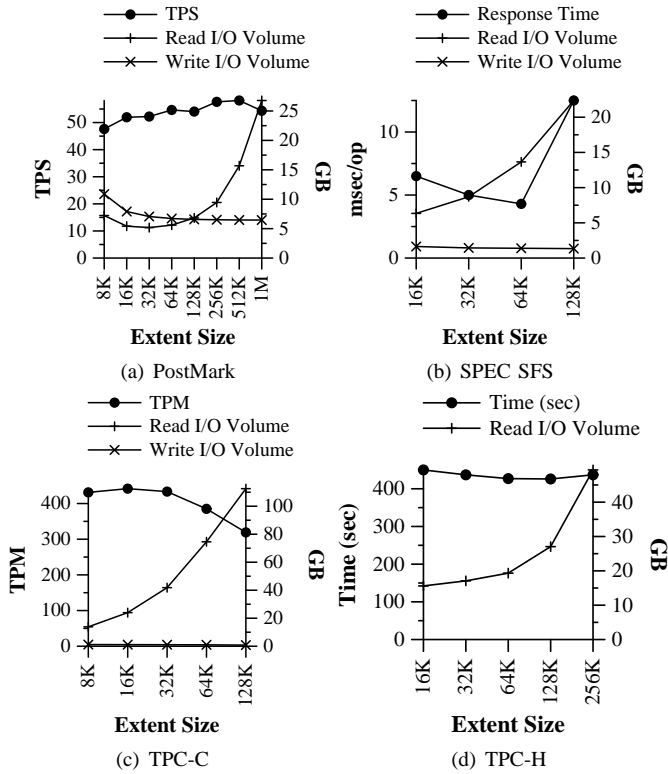 TPS
Read I/O Volume
Write I/O Volume
TPS
50
40
30
20
10
0
25
20
15
10
5
0
GB
8K
16K
32K
64K
128K
256K
512K
1M
Extent Size
(a) PostMark
Response Time
Read I/O Volume
Write I/O Volume
msec/op
10
5
0
20
15
10
5
0
GB
16K
32K
64K
128K
Extent Size
(b) SPEC SFS
TPM
Read I/O Volume
Write I/O Volume
TPM
400
300
200
100
0
100
80
60
40
20
0
GB
8K
16K
32K
64K
128K
Extent Size
(c) TPC-C
Time (sec)
Read I/O Volume
Time (sec)
400
300
200
100
0
40
30
20
10
0
GB
16K
32K
64K
128K
256K
Extent Size
(d) TPC-H